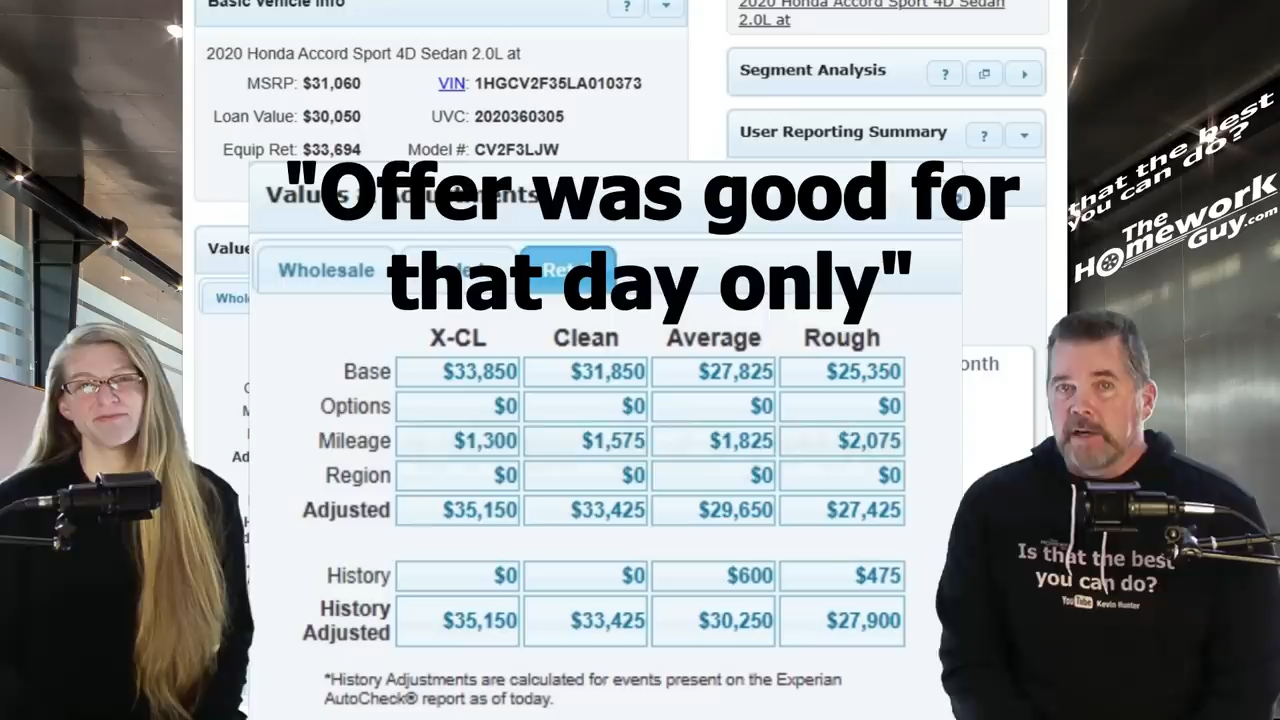 Basic Vehicle Info
?
2020 Honda Accord Sport 4D Sedan 2.0L at
MSRP: $31,060 VIN: 1HGCV2F35LA010373
Loan Value: $30,050 UVC: 2020360305
Equip Ret: $33,694 Model #: CV2F3LJW
2020 Honda Accord Sport 4D Sedan
2.0L at
Segment Analysis ?
User Reporting Summary ?
"Offer was good for
that day only"
Value
Wholesale
X-CL Clean Average Rough
Base $33,850 $31,850 $27,825 $25,350
Options $0 $0 $0 $0
Mileage $1,300 $1,575 $1,825 $2,075
Region $0 $0 $0 $0
Adjusted $35,150 $33,425 $29,650 $27,425
History $0 $0 $600 $475
History
Adjusted $35,150 $33,425 $30,250 $27,900
*History Adjustments are calculated for events present on the Experian
AutoCheck® report as of today.
that the best
you can do?
The
Homework
Guy.com
Is that the best
you can do?
YouTube Kevin Hunter